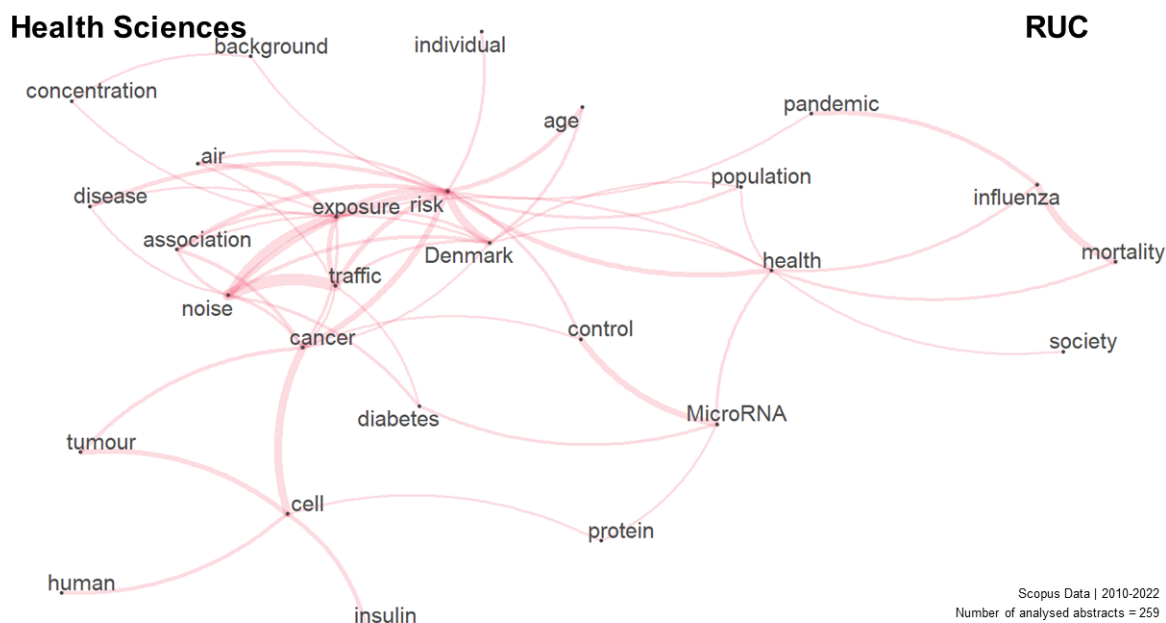 Health Sciences
RUC
background
individual
concentration
pandemic
age
air
population
disease
influenza
exposure
risk
association
Denmark
health
mortality
traffic
noise
control
cancer
society
MicroRNA
diabetes
tumour
cell
protein
human
insulin
Scopus Data | 2010-2022
Number of analysed abstracts = 259